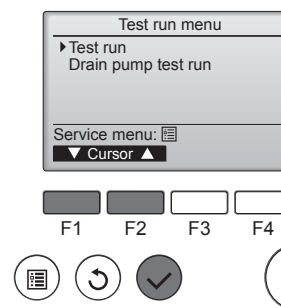 Test run menu
Test run
Drain pump test run
Service menu:
▼ Cursor ▲
F1 F2 F3 F4